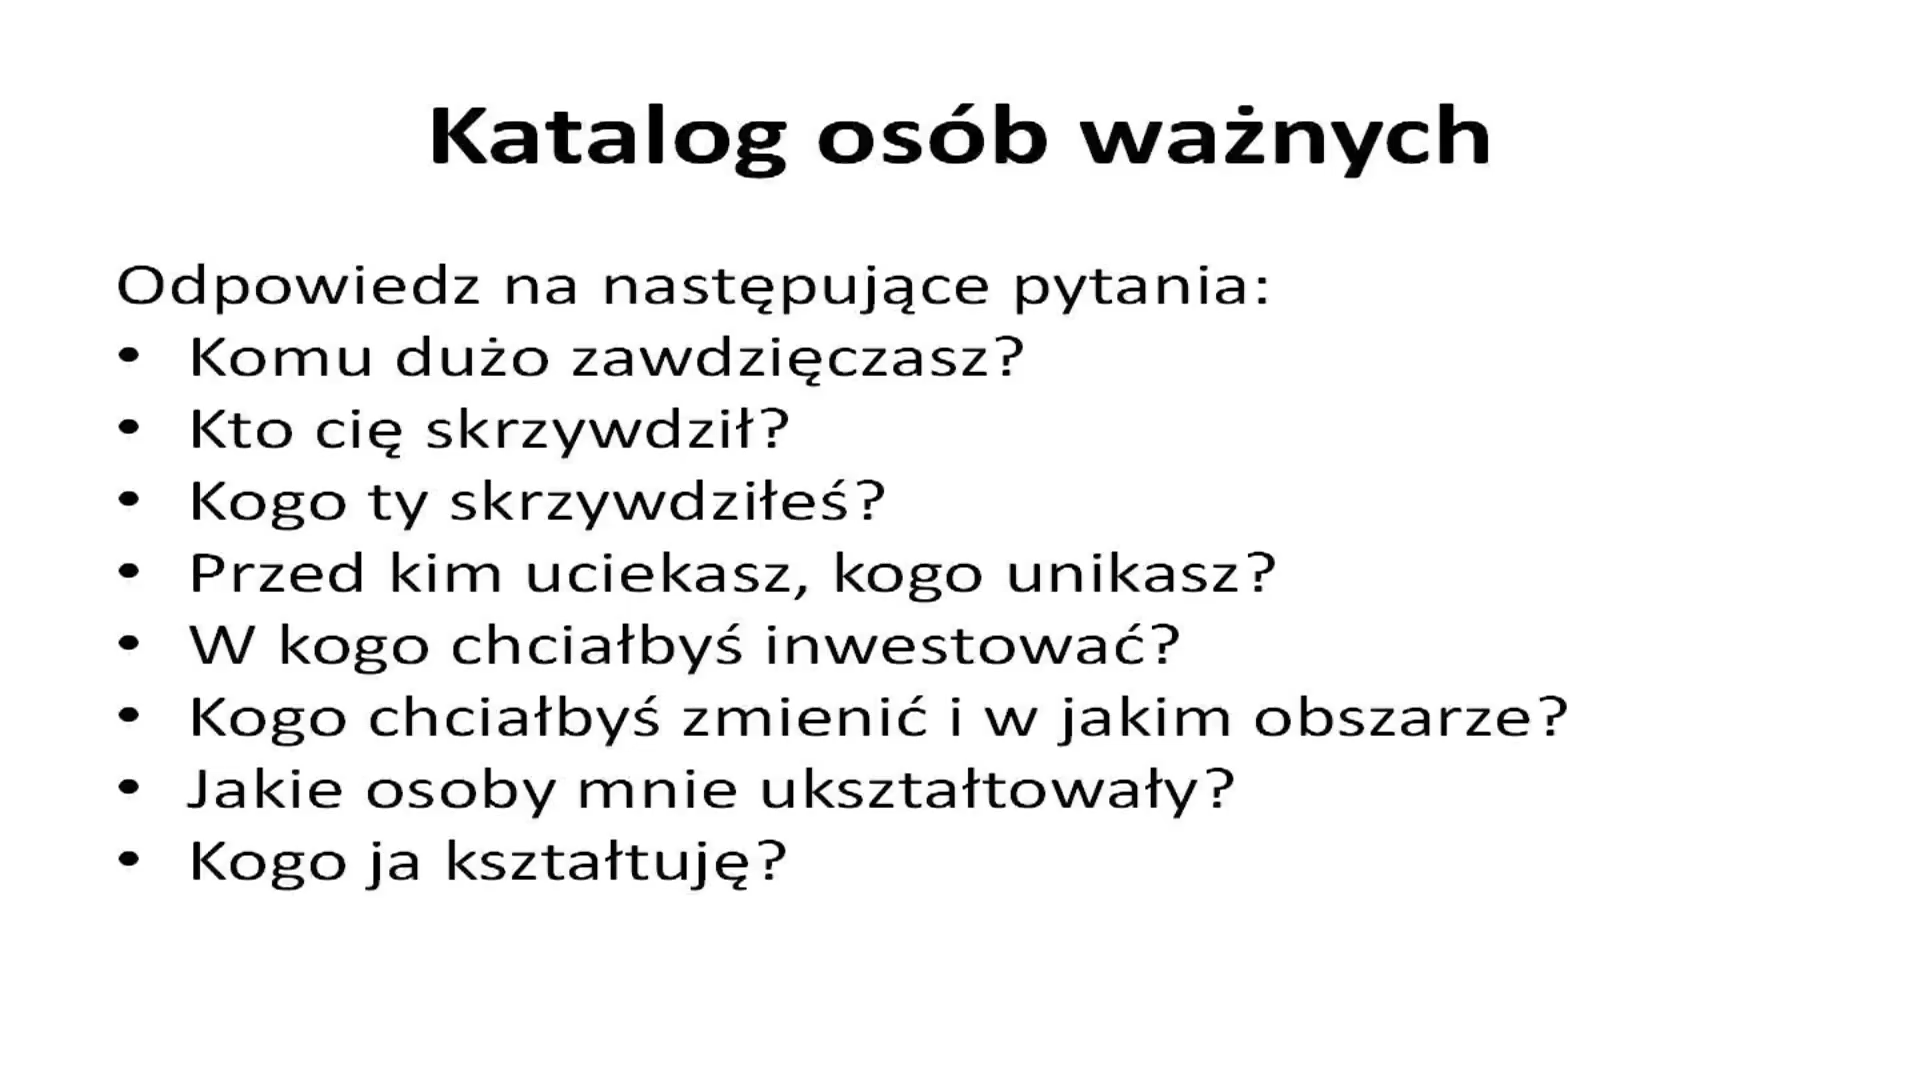 Katalog osób ważnych
Odpowiedz na następujące pytania:
• Komu dużo zawdzięczasz?
• Kto cię skrzywdził?
• Kogo ty skrzywdziłeś?
• Przed kim uciekasz, kogo unikasz?
• W kogo chciałbyś inwestować?
• Kogo chciałbyś zmienić i w jakim obszarze?
• Jakie osoby mnie ukształtowały?
• Kogo ja kształtuję?